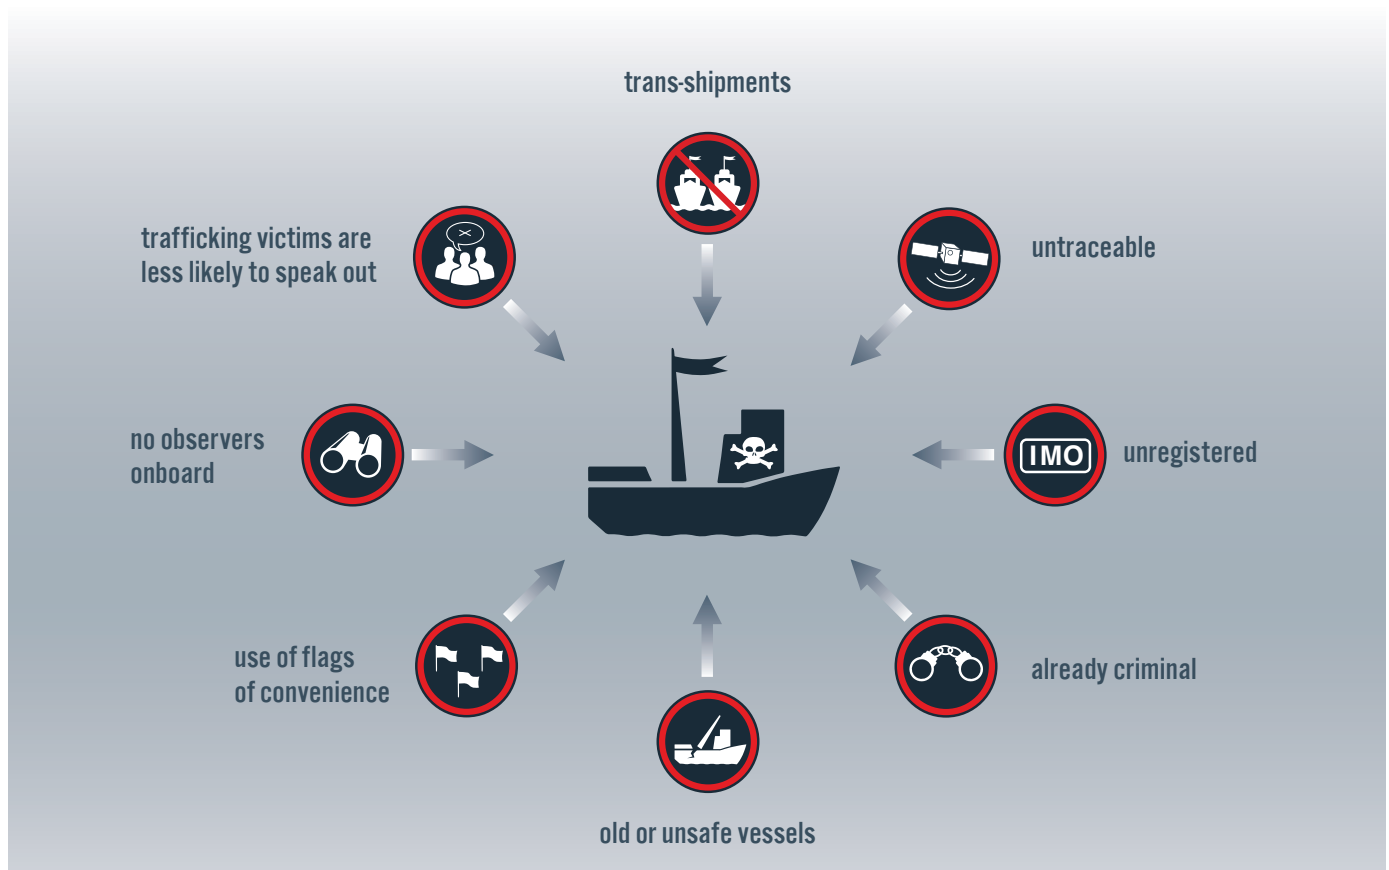 trans-shipments
trafficking victims are
less likely to speak out
untraceable
no observers
onboard
IMO
unregistered
use of flags
of convenience
already criminal
old or unsafe vessels